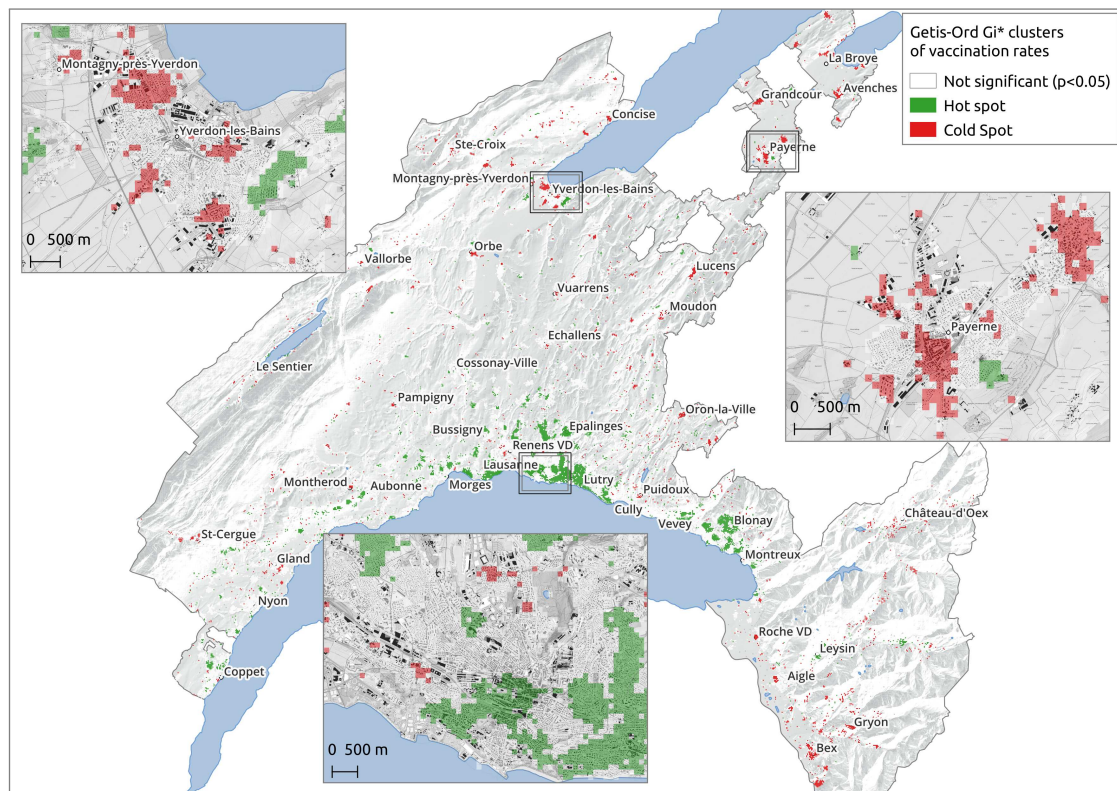 Getis-Ord Gi* clusters
of vaccination rates
Not significant (p<0.05)
Hot spot
Cold Spot
Montagny-près-Yverdon
Yverdon-les-Bains
0 500 m
La Broye
Avenches
Grandcour
Payerne
Concise
Ste-Croix
Montagny-près-Yverdon
Yverdon-les-Bains
Orbe
Vallorbe
Lucens
Vuarrens
Moudon
Echallens
Le Sentier
Cossonay-Ville
Pampigny
Payerne
0 500 m
Oron-la-Ville
Bussigny
Epalinges
Renens VD
Lausanne
Montherod
Aubonne
Morges
Lutry
Puidoux
Cully
Vevey
Blonay
Château-d'Oex
St-Cergue
Gland
Montreux
Nyon
Roche VD
Leysin
Coppet
Aigle
Gryon
Bex
0 500 m